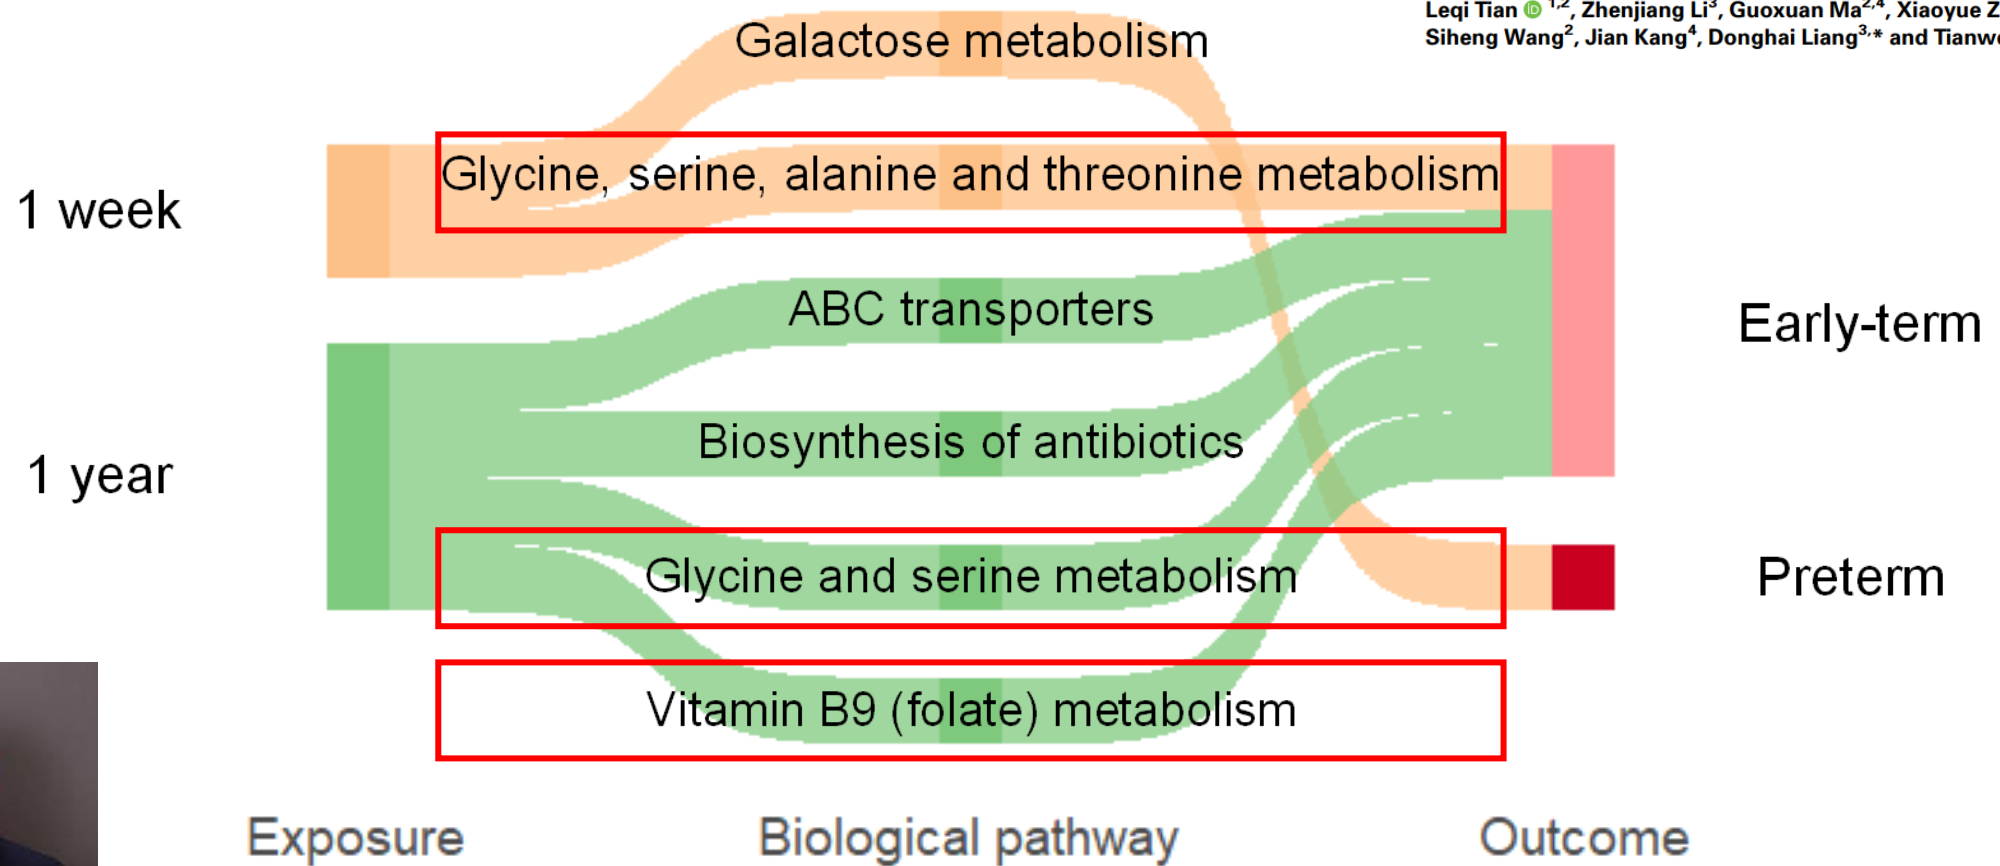 Leqi Tian 1,2, Zhenjiang Li3, Guoxuan Ma2,4, Xiaoyue
Siheng Wang2, Jian Kang4, Donghai Liang3,* and
Galactose metabolism
Glycine, serine, alanine and threonine metabolism
1 week
ABC transporters
Early-term
Biosynthesis of antibiotics
1 year
Glycine and serine metabolism
Preterm
Vitamin B9 (folate) metabolism
Exposure Biological pathway Outcome